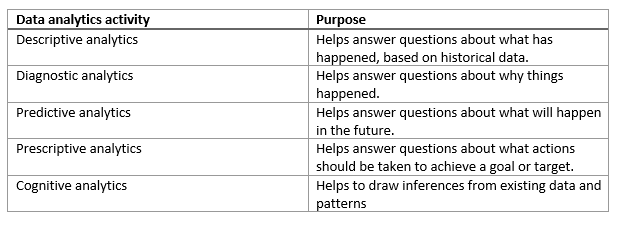 Data analytics activity Purpose
Descriptive analytics Helps answer questions about what has
happened, based on historical data.
Diagnostic analytics Helps answer questions about why things
happened.
Predictive analytics Helps answer questions about what will happen
in the future.
Prescriptive analytics Helps answer questions about what actions
should be taken to achieve a goal or target.
Cognitive analytics Helps to draw inferences from existing data and
patterns